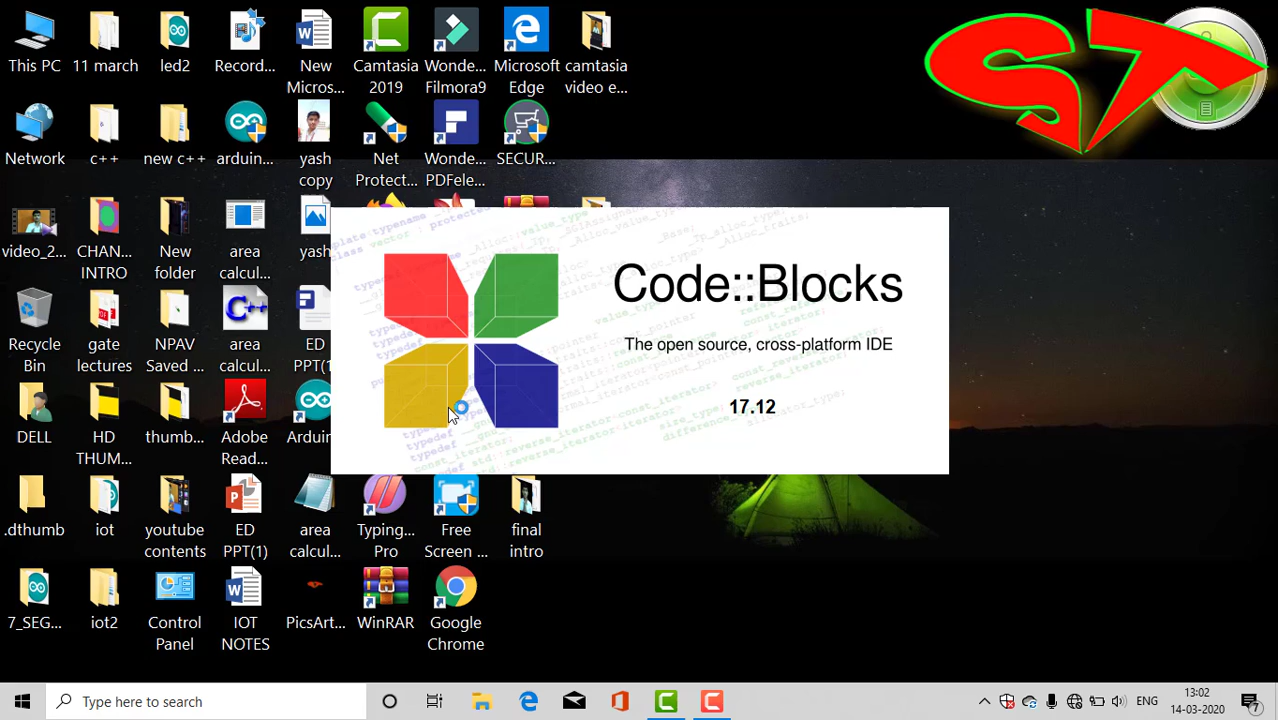 This PC
11 march
led2
Record...
New
Micros...
Camtasia
2019
Wonde...
Filmora9
Microsoft
Edge
camtasia
video e...
ST
Network
c++
new c++
arduin...
yash
copy
Net
Protect...
Wonde...
PDFele...
SECUR...
video_2...
CHAN...
INTRO
New
folder
area
calcul...
yash
Code::Blocks
The open source, cross-platform IDE
17.12
Recycle
Bin
gate
lectures
NPAV
Saved ...
area
calcul...
ED
PPT(1)
DELL
HD
THUM...
thumb...
Adobe
Read...
Arduin
.dthumb
iot
youtube
contents
ED
PPT(1)
area
calcul...
Typing...
Pro
Free
Screen ...
final
intro
7_SEG...
iot2
Control
Panel
IOT
NOTES
PicsArt...
WinRAR
Google
Chrome
Type here to search
ENG
13:02
14-03-2020
7